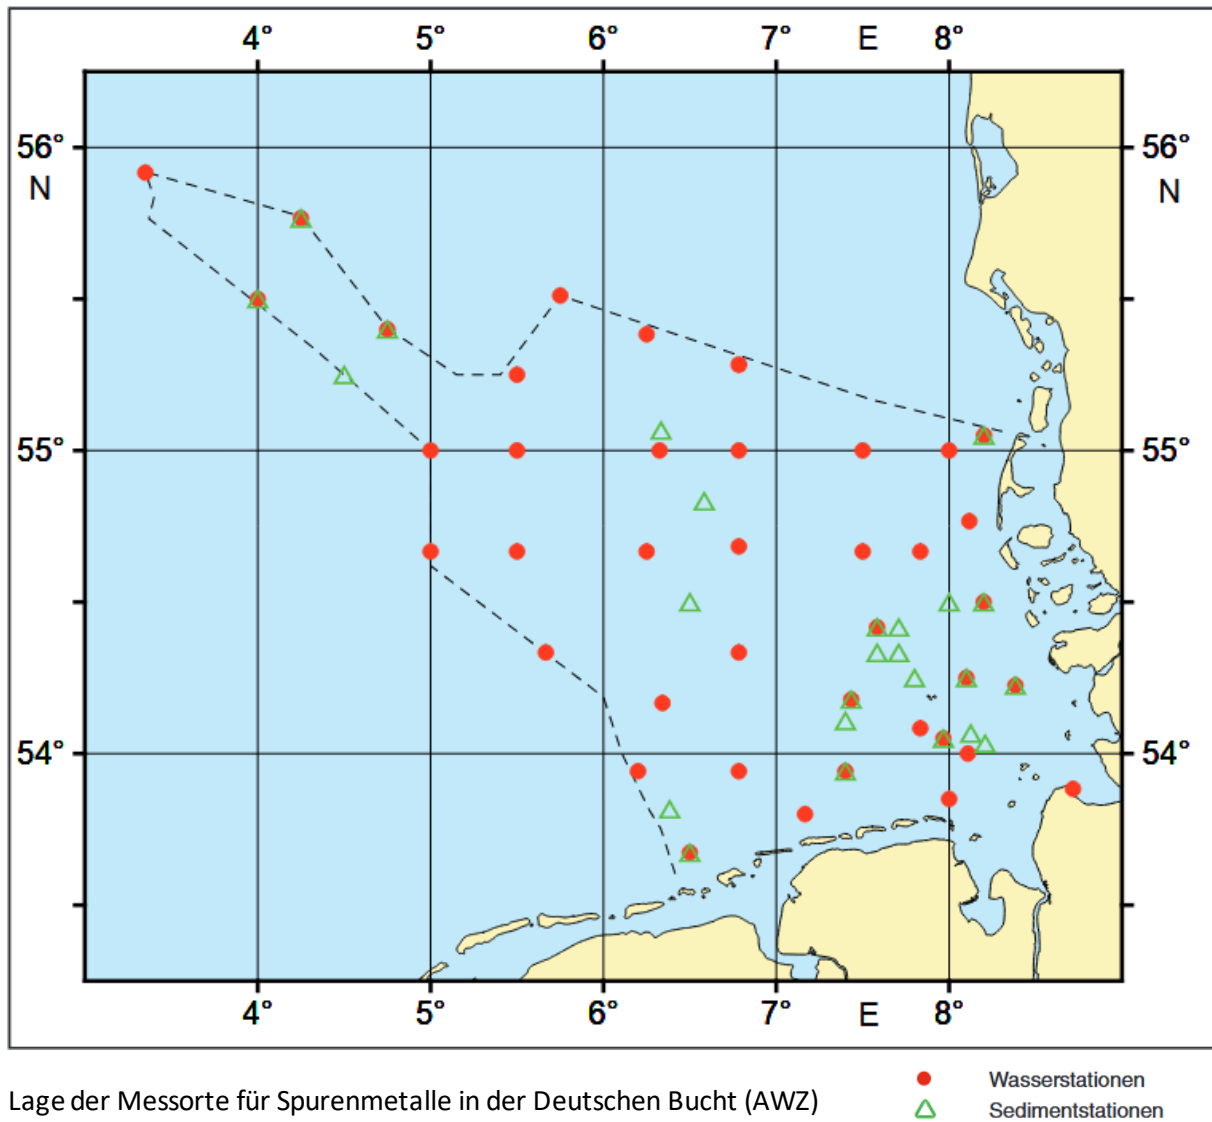 4° 5° 6° 7° E 8°
56° 56°
N N
55° 55°
54° 54°
4° 5° 6° 7° E 8°
Wasserstationen
Lage der Messorte für Spurenmetalle in der Deutschen Bucht (AWZ)
Sedimentstationen